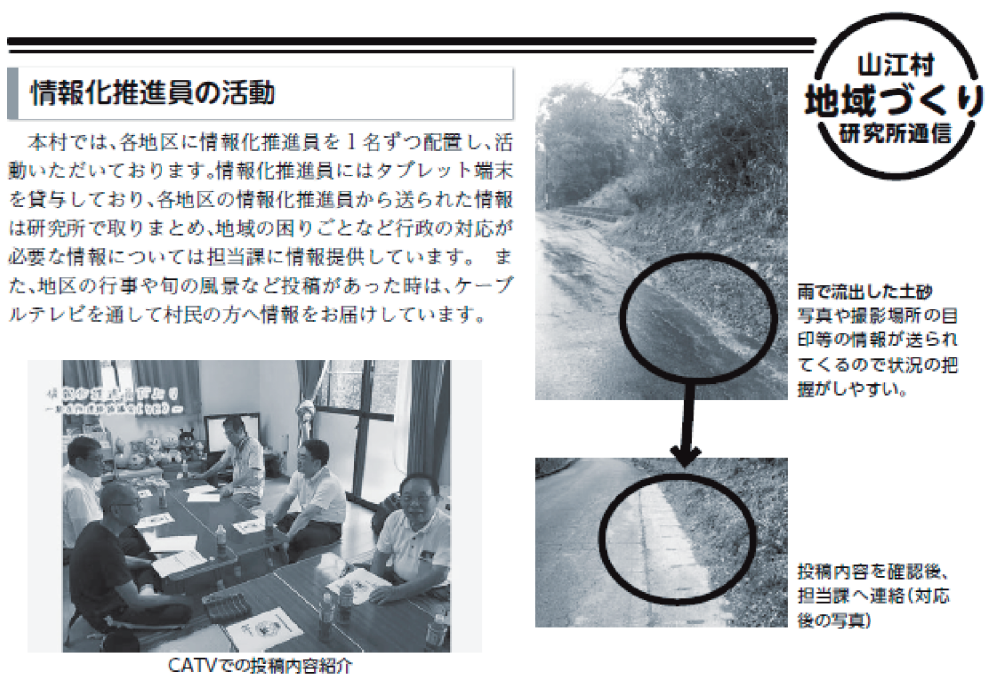 山江村
地域づくり
研究所通信
情報化推進員の活動
本村では、各地区に情報化推進員を1名ずつ配置し、活
動いただいております。情報化推進員にはタブレット端末
を貸与しており、各地区の情報化推進員から送られた情報
は研究所で取りまとめ、地域の困りごとなど行政の対応が
必要な情報については担当課に情報提供しています。 ま
た、地区の行事や旬の風景など投稿があった時は、ケーブ
ルテレビを通して村民の方へ情報をお届けしています。
CATVでの投稿内容紹介
雨で流出した土砂
写真や撮影場所の目
印等の情報が送られ
てくるので状況の把
握がしやすい。
投稿内容を確認後、
担当課へ連絡(対応
後の写真)